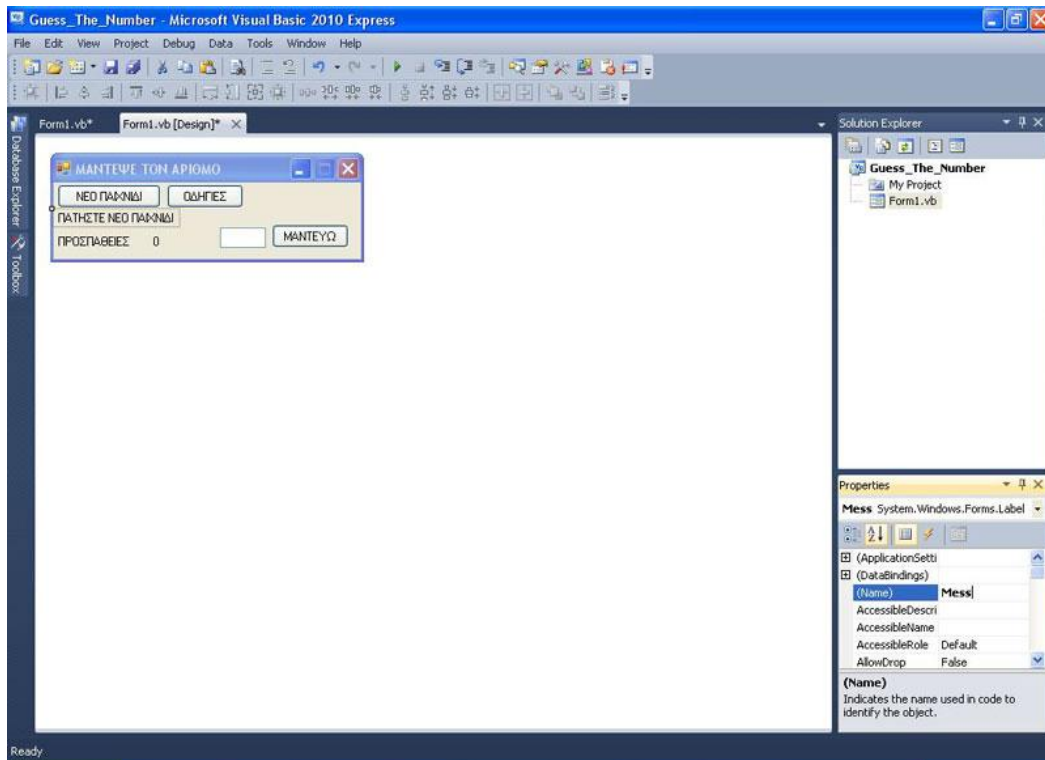 Guess_The_Number - Microsoft Visual Basic 2010 Express
File Edit View Project Debug Data Tools Window Help
Form1.vb* Form1.vb [Design]*
Database Explorer
Toolbox
ΜΑΝΤΕΨΕ ΤΟΝ ΑΡΙΘΜΟ
ΝΕΟ ΠΑΙΧΝΙΔΙ ΟΔΗΓΙΕΣ
ΠΑΤΗΣΤΕ ΝΕΟ ΠΑΙΧΝΙΔΙ
ΠΡΟΣΠΑΘΕΙΕΣ 0 ΜΑΝΤΕΥΩ
Solution Explorer
Guess_The_Number
My Project
Form1.vb
Properties
Mess System.Windows.Forms.Label
(ApplicationSetti
(DataBindings)
(Name) Mess
AccessibleDescri
AccessibleName
AccessibleRole Default
AllowDrop False
(Name)
Indicates the name used in code to
identify the object.
Ready